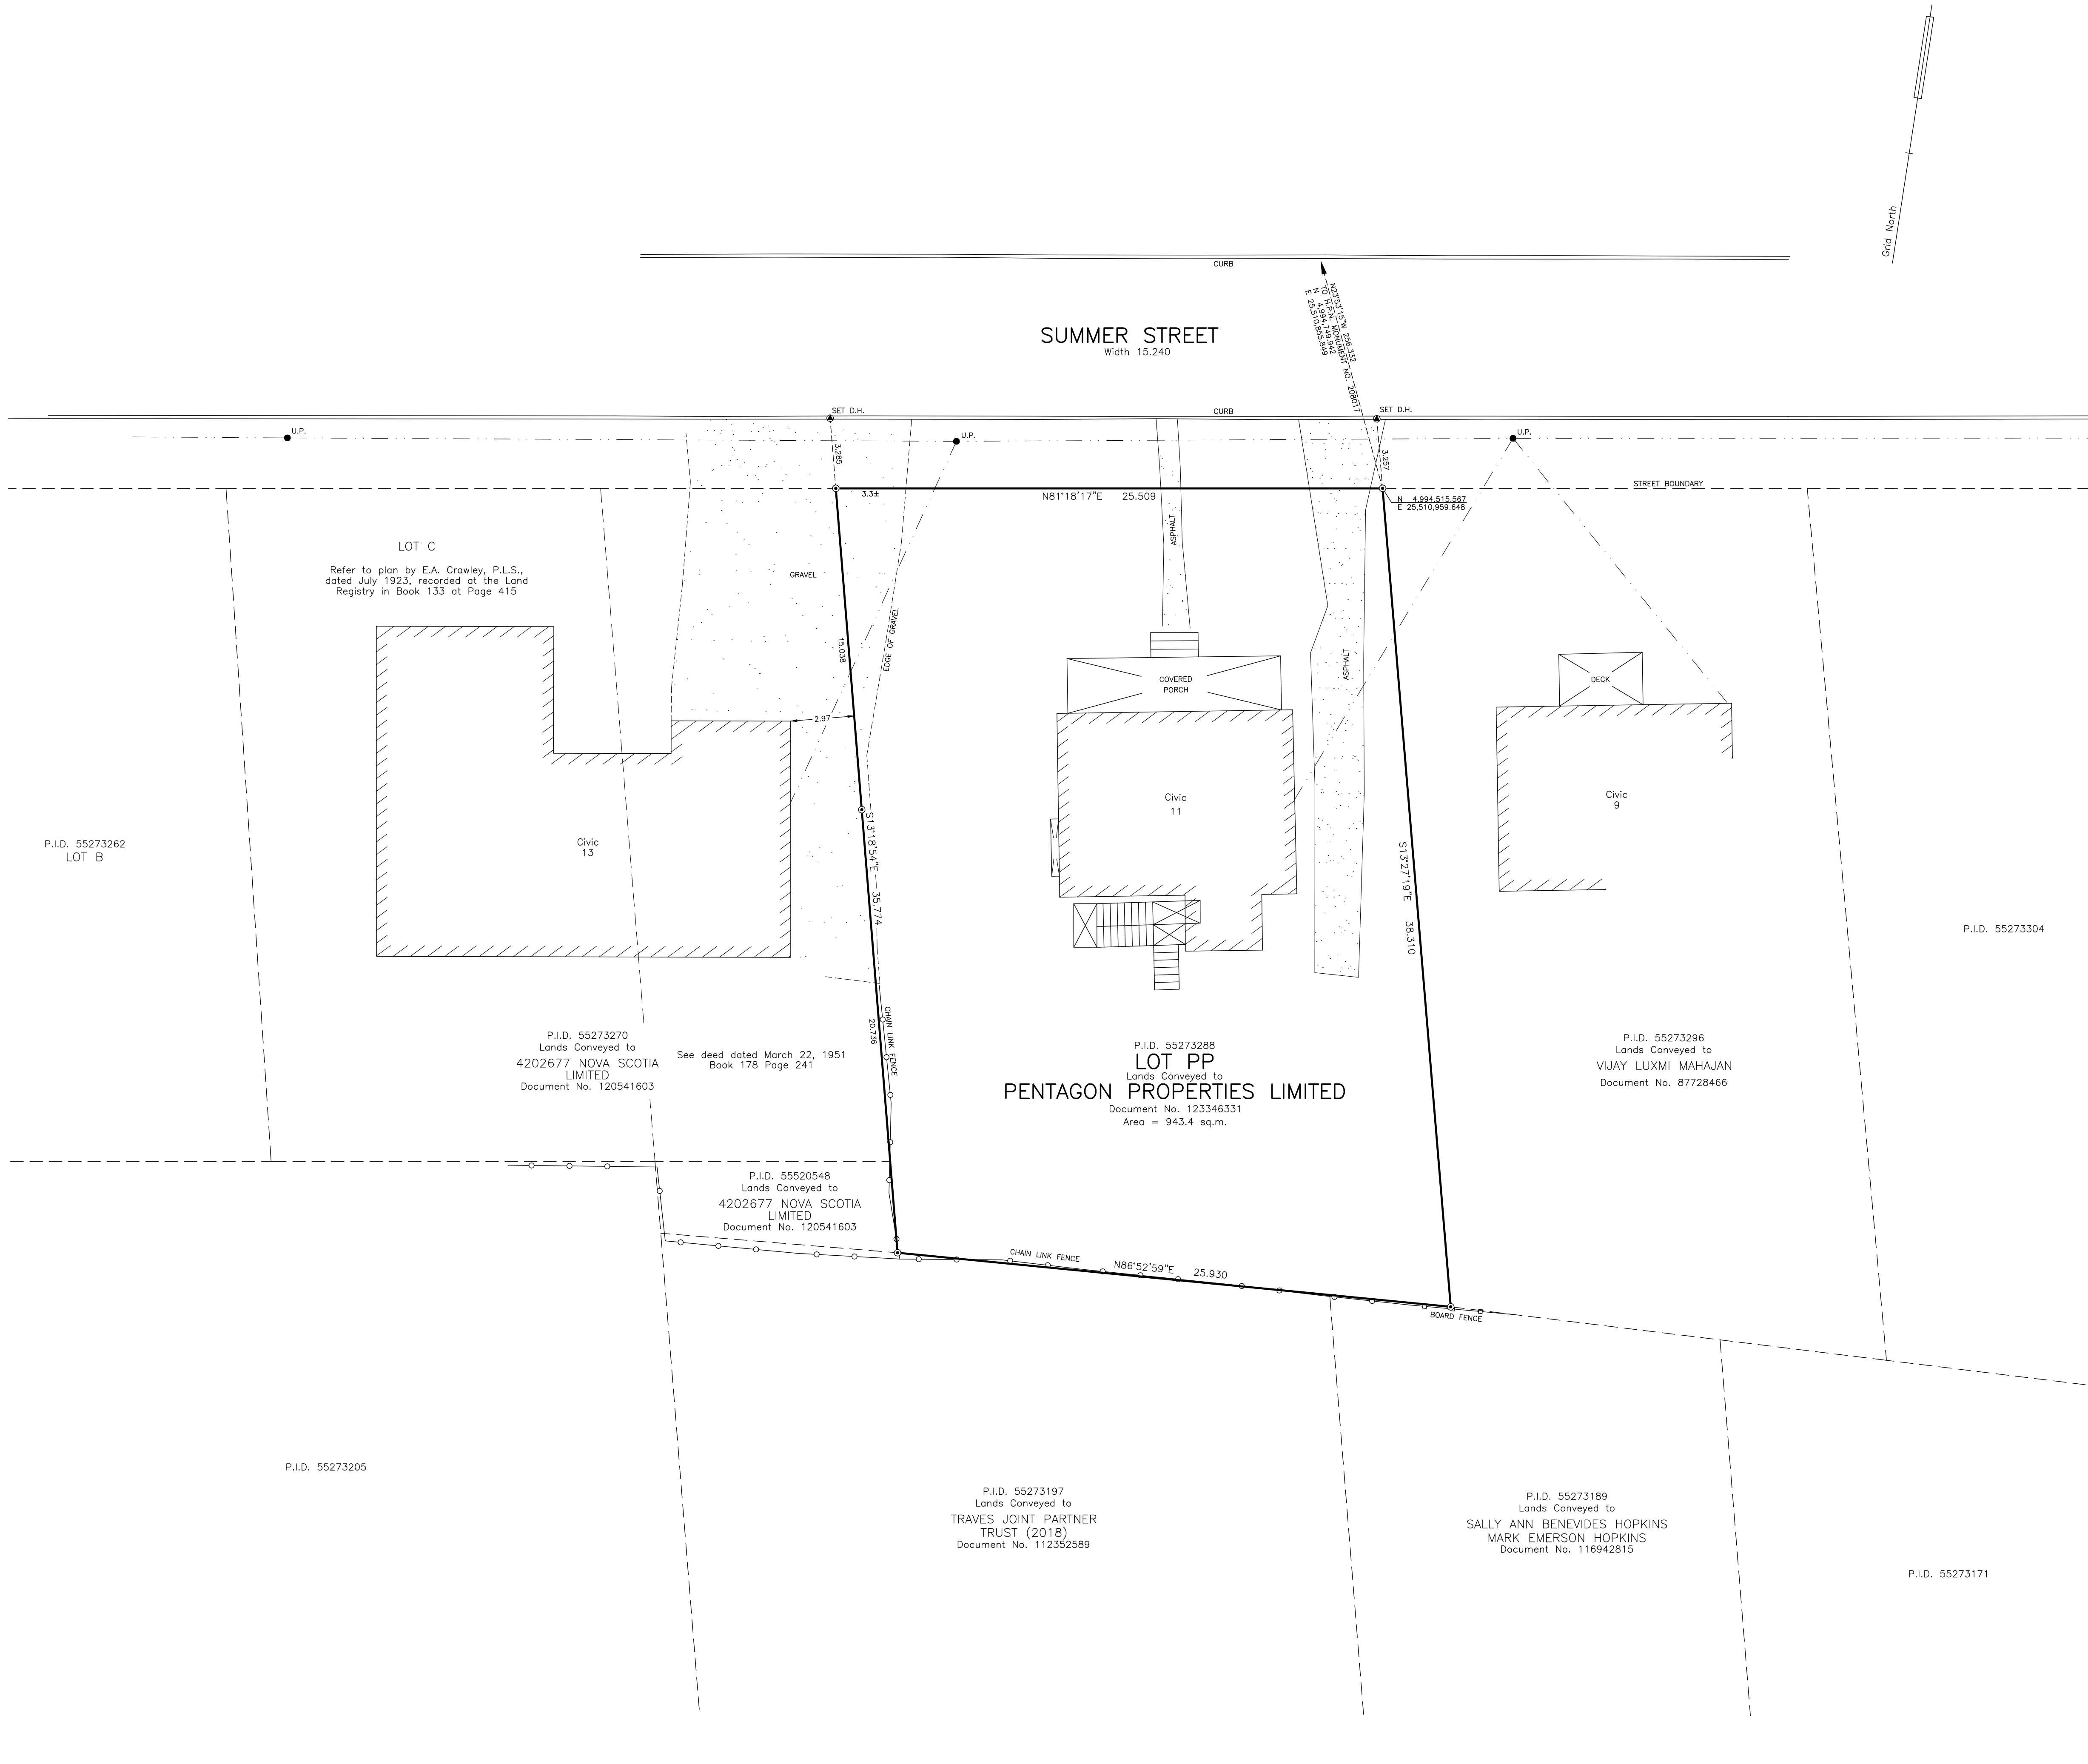 Grid North
CURB
N23°53'15"W 256.332
TO H.P.N. MONUMENT NO. 208017
N 4,994,749.942
E 25,510,855.849
SUMMER STREET
Width 15.240
SET D.H.
CURB
SET D.H.
U.P.
U.P.
U.P.
3.285
3.257
STREET BOUNDARY
3.3±
N81°18'17"E 25.509
N 4,994,515.567
E 25,510,959.648
ASPHALT
LOT C
Refer to plan by E.A. Crawley, P.L.S.,
dated July 1923, recorded at the Land
Registry in Book 133 at Page 415
GRAVEL
EDGE OF GRAVEL
15.038
ASPHALT
COVERED
PORCH
DECK
2.97
Civic
11
Civic
9
Civic
13
P.I.D. 55273262
LOT B
S13°18'54"E 35.774
S13°27'19"E 38.310
P.I.D. 55273304
20.736
CHAIN LINK FENCE
P.I.D. 55273270
Lands Conveyed to
4202677 NOVA SCOTIA
LIMITED
Document No. 120541603
See deed dated March 22, 1951
Book 178 Page 241
P.I.D. 55273288
LOT PP
Lands Conveyed to
PENTAGON PROPERTIES LIMITED
Document No. 123346331
Area = 943.4 sq.m.
P.I.D. 55273296
Lands Conveyed to
VIJAY LUXMI MAHAJAN
Document No. 87728466
P.I.D. 55520548
Lands Conveyed to
4202677 NOVA SCOTIA
LIMITED
Document No. 120541603
CHAIN LINK FENCE
N86°52'59"E 25.930
BOARD FENCE
P.I.D. 55273205
P.I.D. 55273197
Lands Conveyed to
TRAVES JOINT PARTNER
TRUST (2018)
Document No. 112352589
P.I.D. 55273189
Lands Conveyed to
SALLY ANN BENEVIDES HOPKINS
MARK EMERSON HOPKINS
Document No. 116942815
P.I.D. 55273171